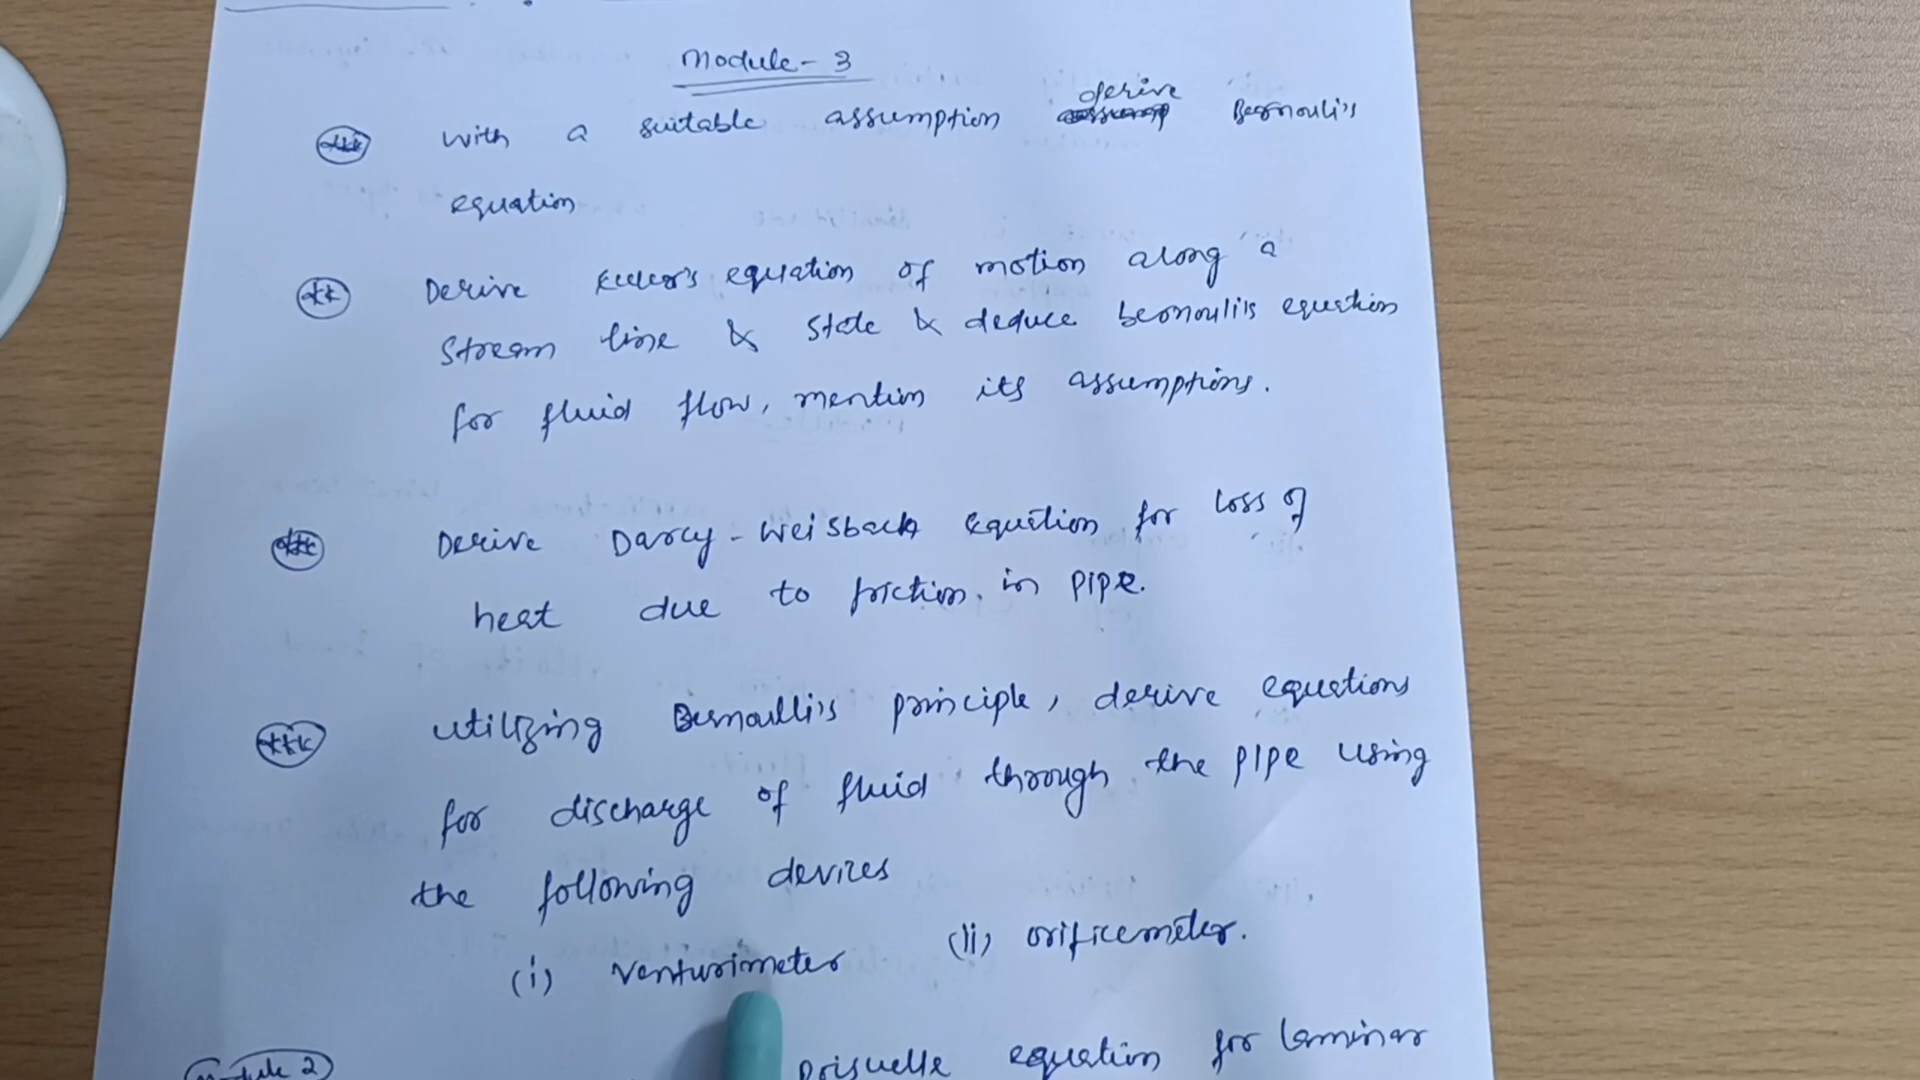 Module - 3
*** with a suitable assumption derive Bernouli's
equation
** Derive Euler's equation of motion along a
stream line & state & deduce bernouli's equation
for fluid flow, mention its assumptions.
*** Derive Darcy - Weisback equation for loss of
heat due to friction. in pipe.
*** utilizing Bernoulli's principle, derive equations
for discharge of fluid through the pipe using
the following devices
(i) venturimeter (ii) orificemeter.
equation for laminar